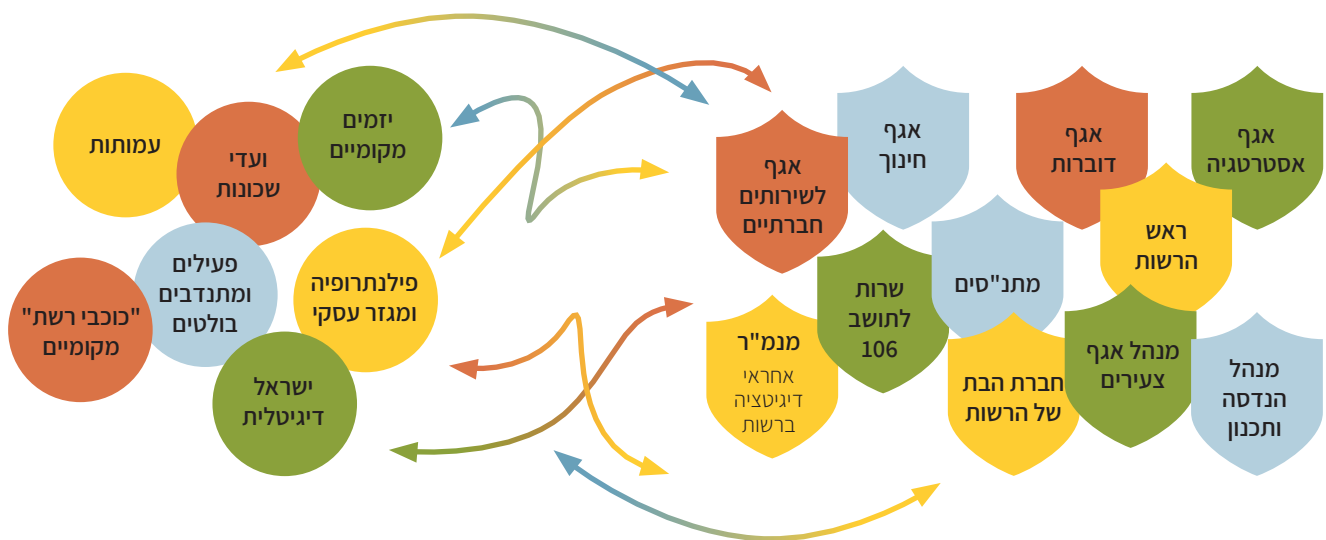 אגף
אסטרטגיה
אגף
דוברות
אגף
חינוך
אגף
לשירותים
חברתיים
ראש
הרשות
מתנ"סים
שרות
לתושב
106
מנמ"ר
אחראי
דיגיטציה
ברשות
מנהל
הנדסה
ותכנון
מנהל אגף
צעירים
חברת הבת
של הרשות
יזמים
מקומיים
ועדי
שכונות
עמותות
פילנתרופיה
ומגזר עסקי
פעילים
ומתנדבים
בולטים
"כוכבי רשת"
מקומיים
ישראל
דיגיטלית